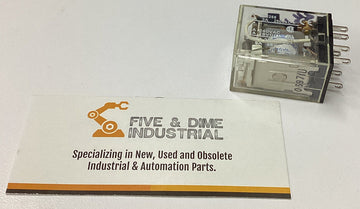 FIVE & DIME
INDUSTRIAL
Specializing in New, Used and Obsolete
Industrial & Automation Parts.